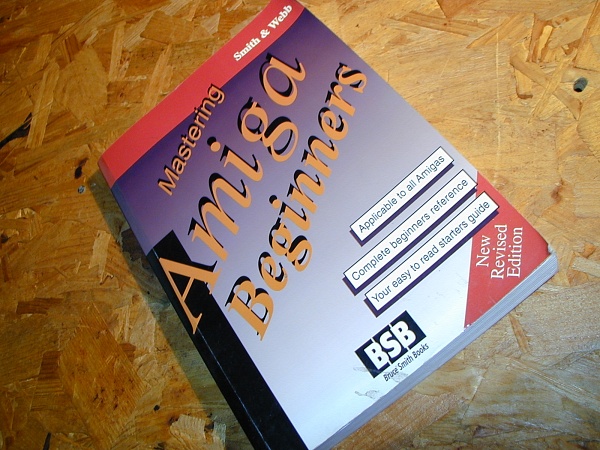 Smith & Webb
Mastering
Amiga
Beginners
Applicable to all Amigas
Complete beginners reference
Your easy to read starters guide
New
Revised
Edition
BSB
Bruce Smith Books